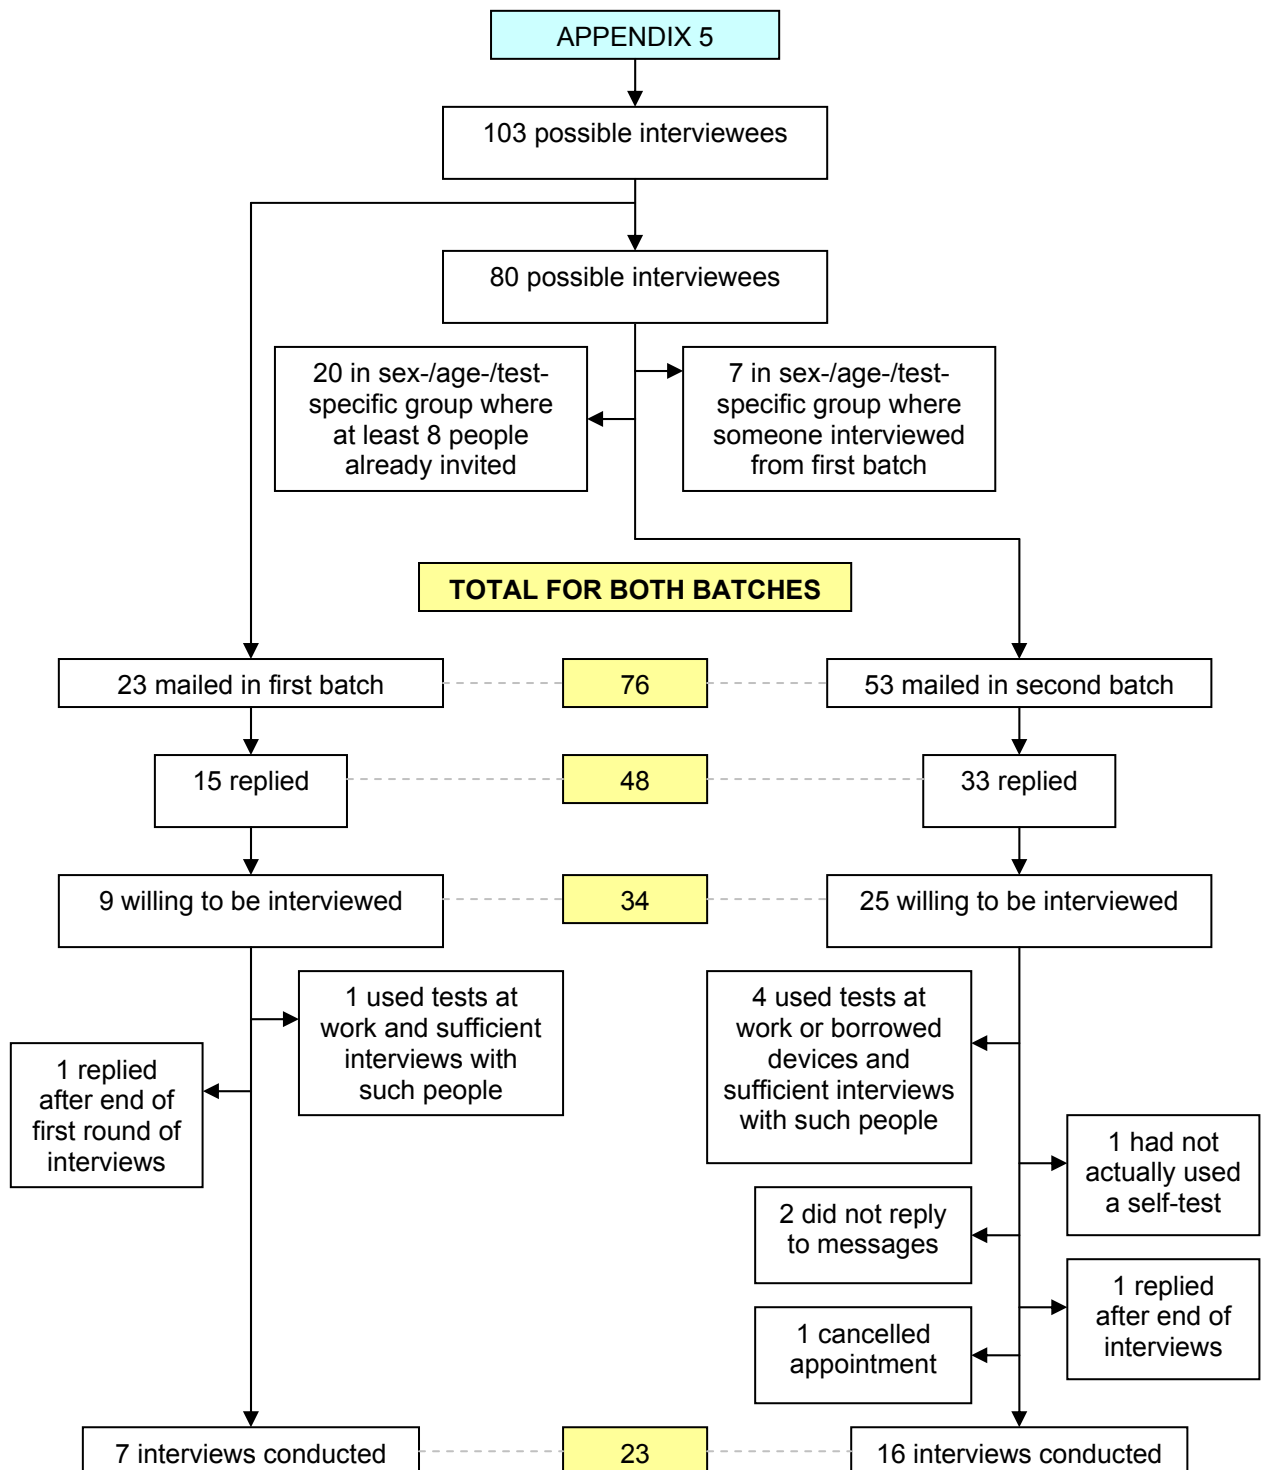 APPENDIX 5
103 possible interviewees
80 possible interviewees
20 in sex-/age-/test-
specific group where
at least 8 people
already invited
7 in sex-/age-/test-
specific group where
someone interviewed
from first batch
TOTAL FOR BOTH BATCHES
23 mailed in first batch
76
53 mailed in second batch
15 replied
48
33 replied
9 willing to be interviewed
34
25 willing to be interviewed
1 used tests at
work and sufficient
interviews with
such people
4 used tests at
work or borrowed
devices and
sufficient interviews
with such people
1 replied
after end of
first round of
interviews
1 had not
actually used
a self-test
2 did not reply
to messages
1 replied
after end of
interviews
1 cancelled
appointment
7 interviews conducted
23
16 interviews conducted